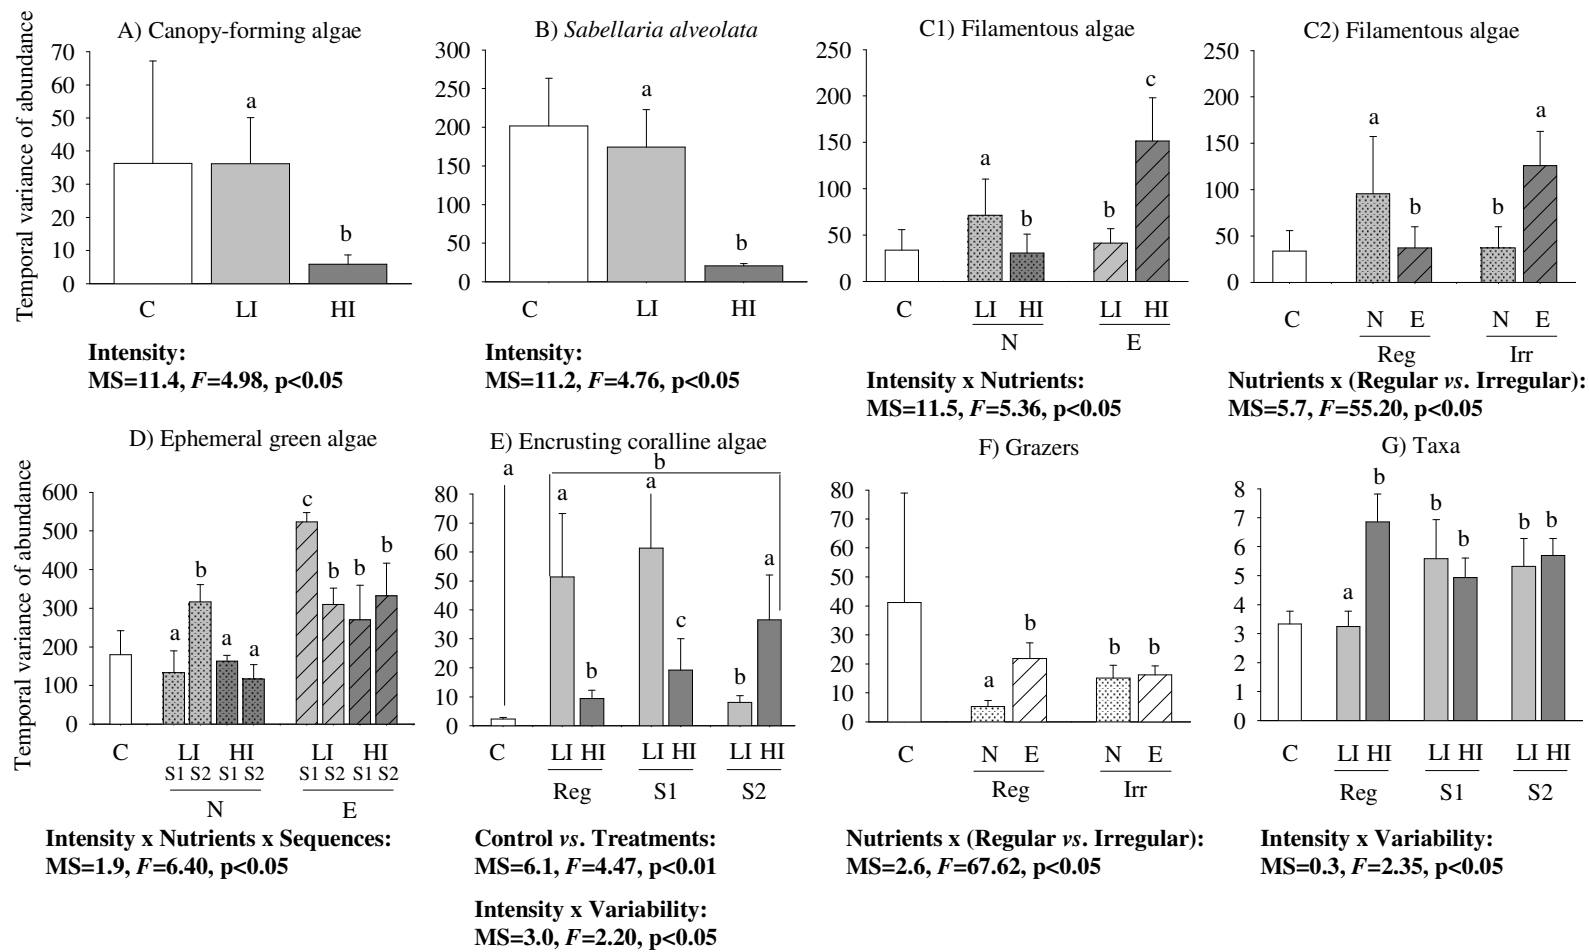 A) Canopy-forming algae
Temporal variance of abundance
70
60
50
40
30
20
10
0
a
b
C LI HI
Intensity:
MS=11.4, F=4.98, p<0.05
B) Sabellaria alveolata
300
250
200
150
100
50
0
a
b
C LI HI
Intensity:
MS=11.2, F=4.76, p<0.05
C1) Filamentous algae
250
200
150
100
50
0
a
b
b
c
C LI HI LI HI
N E
Intensity x Nutrients:
MS=11.5, F=5.36, p<0.05
C2) Filamentous algae
250
200
150
100
50
0
a
b
b
a
C N E N E
Reg Irr
Nutrients x (Regular vs. Irregular):
MS=5.7, F=55.20, p<0.05
D) Ephemeral green algae
Temporal variance of abundance
600
500
400
300
200
100
0
a
b
a
a
c
b
b
b
C LI HI LI HI
S1 S2 S1 S2 S1 S2 S1 S2
N E
Intensity x Nutrients x Sequences:
MS=1.9, F=6.40, p<0.05
E) Encrusting coralline algae
a b
80
70
60
50
40
30
20
10
0
a
b
a
c
b
a
C LI HI LI HI LI HI
Reg S1 S2
Control vs. Treatments:
MS=6.1, F=4.47, p<0.01
Intensity x Variability:
MS=3.0, F=2.20, p<0.05
F) Grazers
80
70
60
50
40
30
20
10
0
a
b
b
b
C N E N E
Reg Irr
Nutrients x (Regular vs. Irregular):
MS=2.6, F=67.62, p<0.05
G) Taxa
8
7
6
5
4
3
2
1
0
a
b
b
b
b
b
C LI HI LI HI LI HI
Reg S1 S2
Intensity x Variability:
MS=0.3, F=2.35, p<0.05